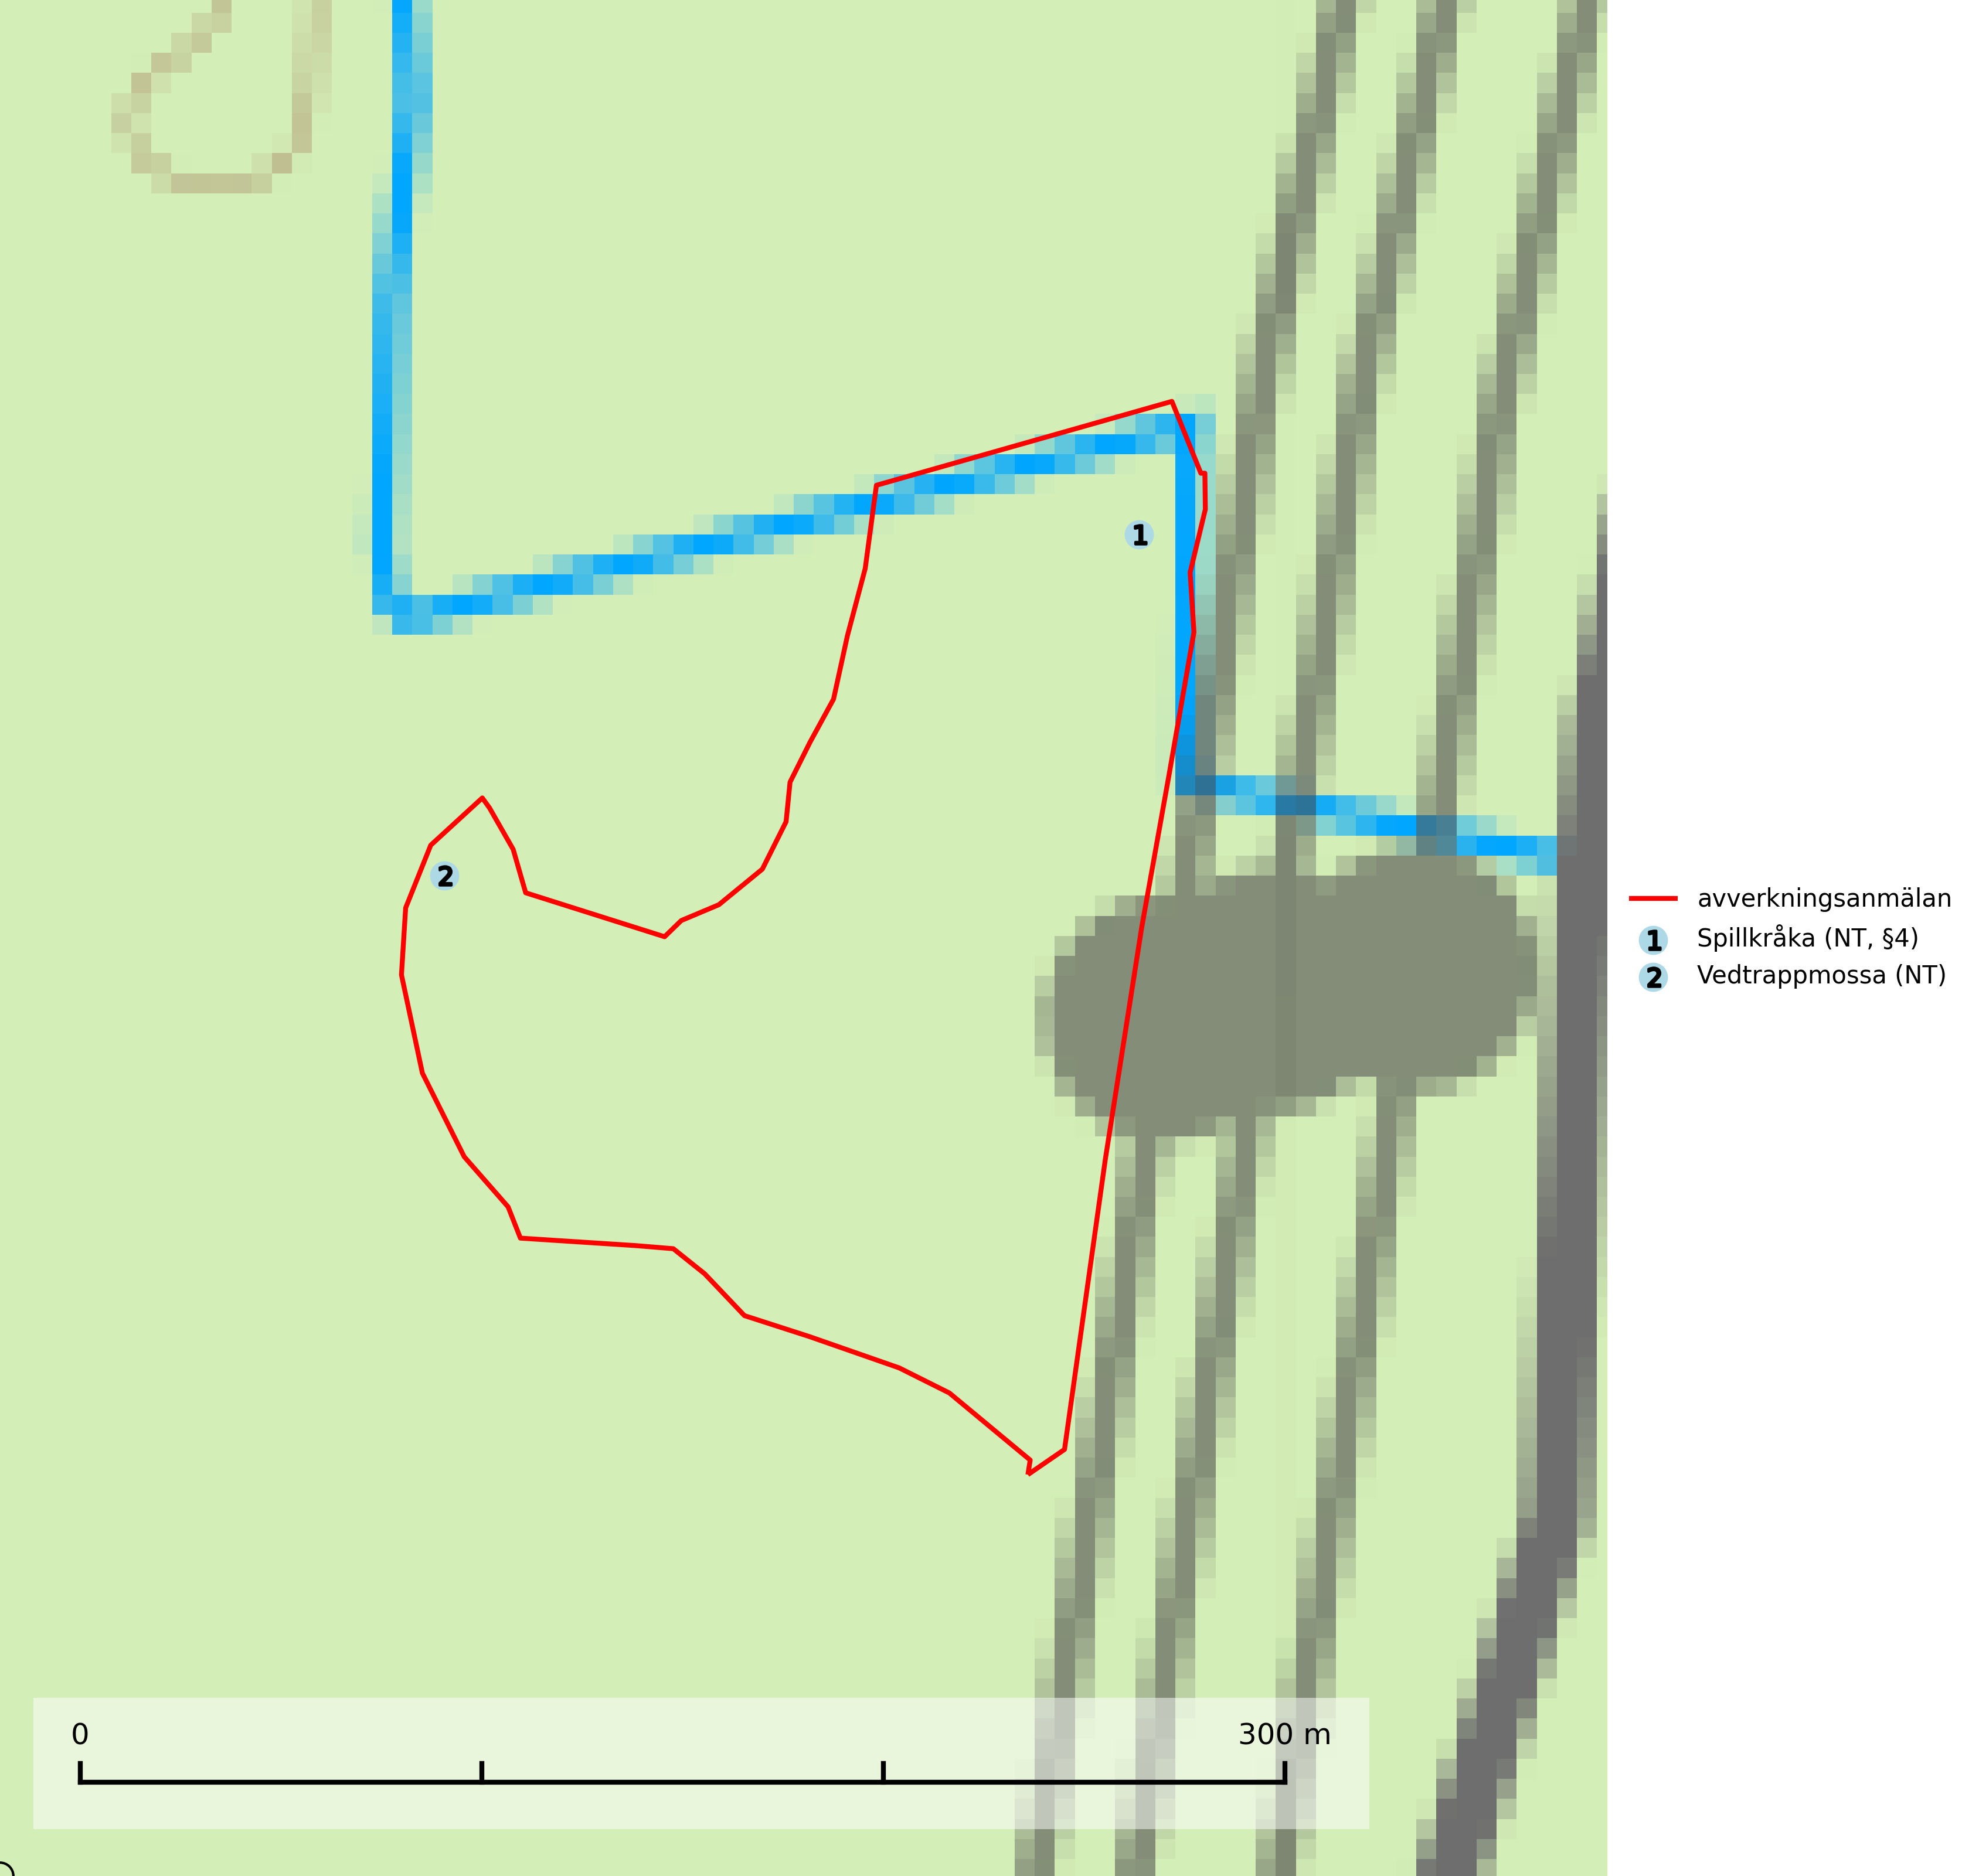 1
2
avverkningsanmälan
1 Spillkråka (NT, §4)
2 Vedtrappmossa (NT)
0 300 m